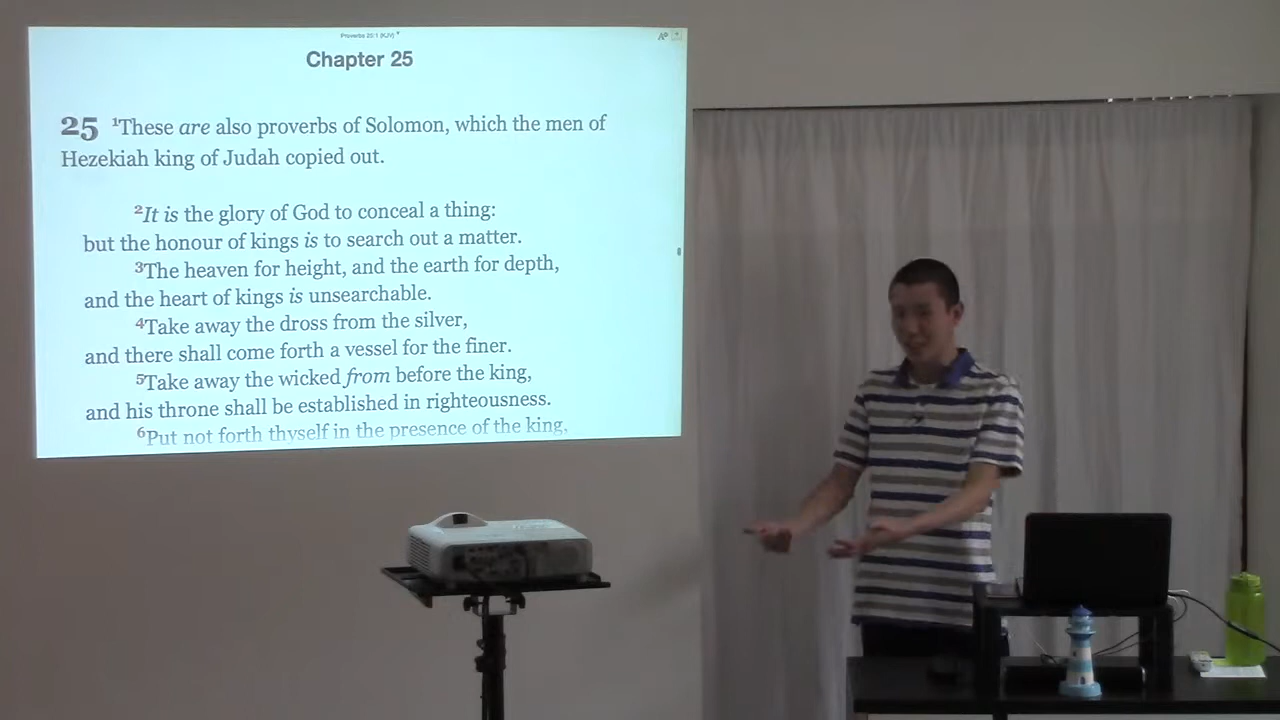 Proverbs 25:1 (KJV)
Chapter 25
25 ¹These are also proverbs of Solomon, which the men of
Hezekiah king of Judah copied out.
²It is the glory of God to conceal a thing:
but the honour of kings is to search out a matter.
³The heaven for height, and the earth for depth,
and the heart of kings is unsearchable.
⁴Take away the dross from the silver,
and there shall come forth a vessel for the finer.
⁵Take away the wicked from before the king,
and his throne shall be established in righteousness.
⁶Put not forth thyself in the presence of the king,